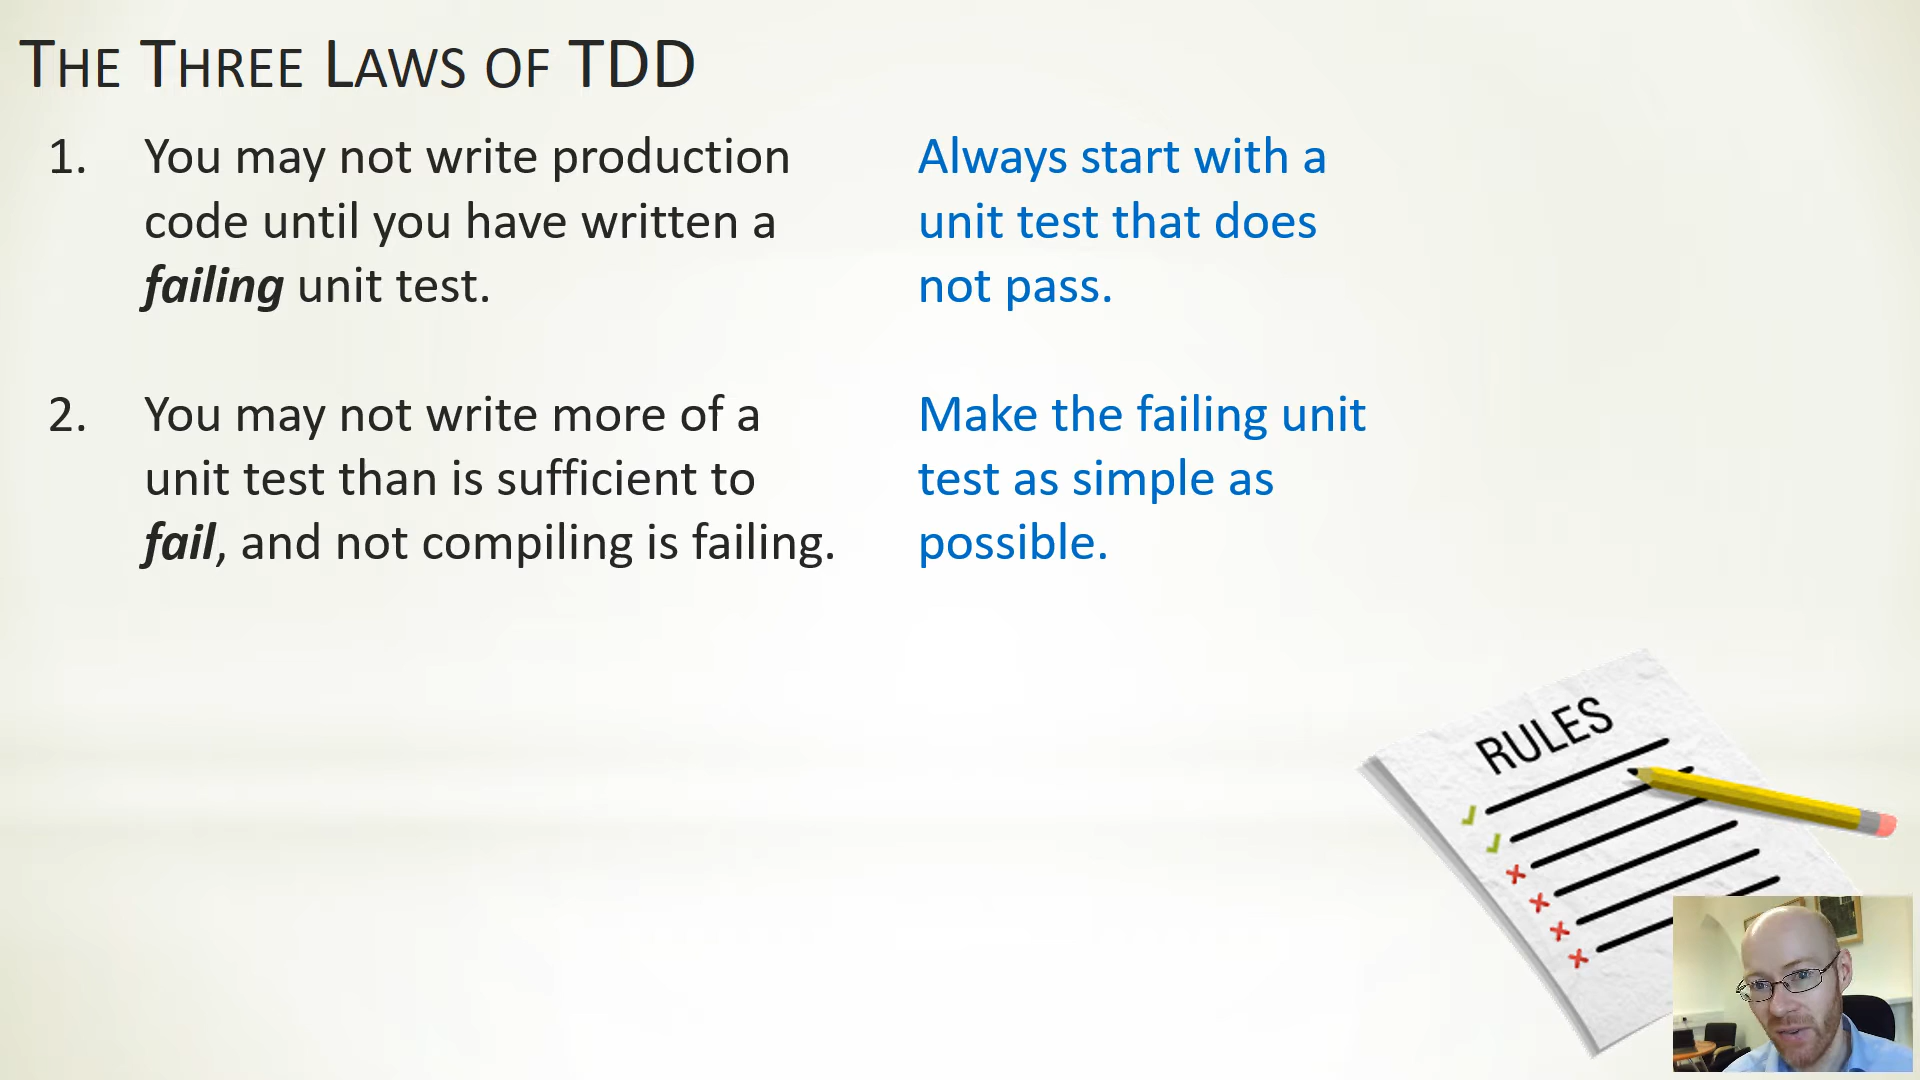 THE THREE LAWS OF TDD
1. You may not write production
code until you have written a
failing unit test.
Always start with a
unit test that does
not pass.
2. You may not write more of a
unit test than is sufficient to
fail, and not compiling is failing.
Make the failing unit
test as simple as
possible.
RULES